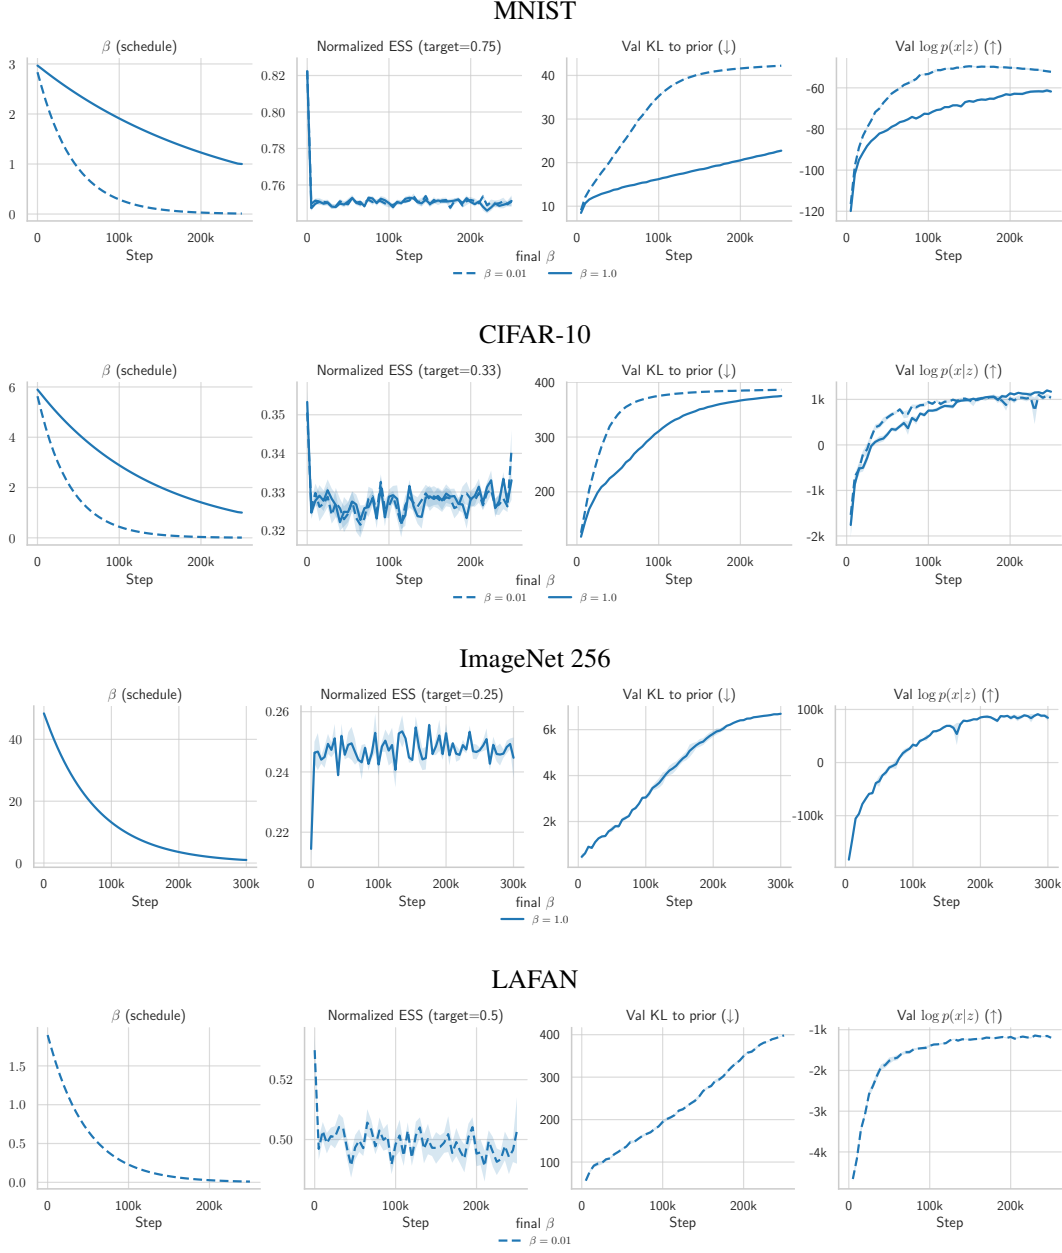 MNIST
β (schedule) Normalized ESS (target=0.75) Val KL to prior (↓) Val log p(x|z) (↑)
3 2 1 0
0 100k 200k
Step
0.82 0.80 0.78 0.76
0 100k 200k
Step
40 30 20 10
0 100k 200k
Step
-60 -80 -100 -120
0 100k 200k
Step
final β
β = 0.01 β = 1.0
CIFAR-10
β (schedule) Normalized ESS (target=0.33) Val KL to prior (↓) Val log p(x|z) (↑)
6 4 2 0
0 100k 200k
Step
0.35 0.34 0.33 0.32
0 100k 200k
Step
400 300 200
0 100k 200k
Step
1k 0 -1k -2k
0 100k 200k
Step
final β
β = 0.01 β = 1.0
ImageNet 256
β (schedule) Normalized ESS (target=0.25) Val KL to prior (↓) Val log p(x|z) (↑)
40 20 0
0 100k 200k 300k
Step
0.26 0.24 0.22
0 100k 200k 300k
Step
6k 4k 2k
0 100k 200k 300k
Step
100k 0 -100k
0 100k 200k 300k
Step
final β
β = 1.0
LAFAN
β (schedule) Normalized ESS (target=0.5) Val KL to prior (↓) Val log p(x|z) (↑)
1.5 1.0 0.5 0.0
0 100k 200k
Step
0.52 0.50
0 100k 200k
Step
400 300 200 100
0 100k 200k
Step
-1k -2k -3k -4k
0 100k 200k
Step
final β
β = 0.01